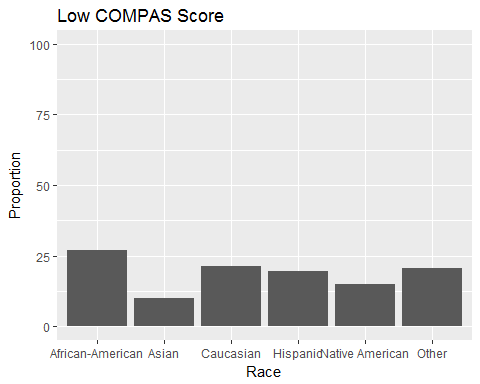 Low COMPAS Score
100
75
50
25
0
Proportion
African-American Asian Caucasian Hispanic Native American Other
Race